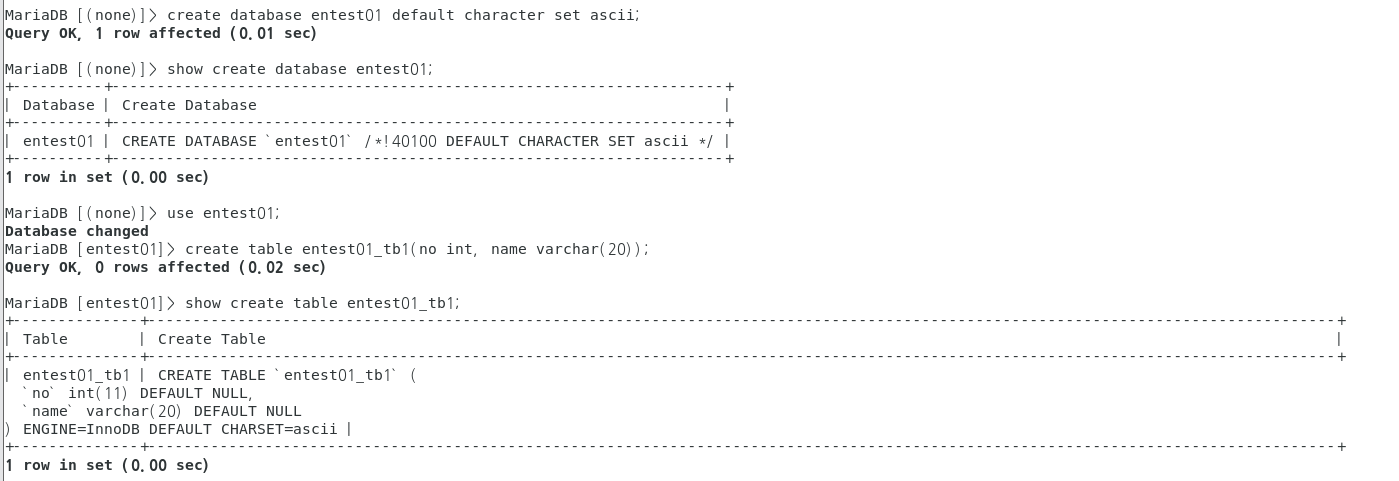 MariaDB [(none)]> create database entest01 default character set ascii;
Query OK, 1 row affected (0.01 sec)
MariaDB [(none)]> show create database entest01;
+----------+--------------------------------------------------------------------+
| Database | Create Database                                                    |
+----------+--------------------------------------------------------------------+
| entest01 | CREATE DATABASE `entest01` /*!40100 DEFAULT CHARACTER SET ascii */ |
+----------+--------------------------------------------------------------------+
1 row in set (0.00 sec)
MariaDB [(none)]> use entest01;
Database changed
MariaDB [entest01]> create table entest01_tb1(no int, name varchar(20));
Query OK, 0 rows affected (0.02 sec)
MariaDB [entest01]> show create table entest01_tb1;
+--------------+------------------------------------------------------------------------------------------------------------------------------------+
| Table        | Create Table                                                                                                                       |
+--------------+------------------------------------------------------------------------------------------------------------------------------------+
| entest01_tb1 | CREATE TABLE `entest01_tb1` (
  `no` int(11) DEFAULT NULL,
  `name` varchar(20) DEFAULT NULL
) ENGINE=InnoDB DEFAULT CHARSET=ascii |
+--------------+------------------------------------------------------------------------------------------------------------------------------------+
1 row in set (0.00 sec)